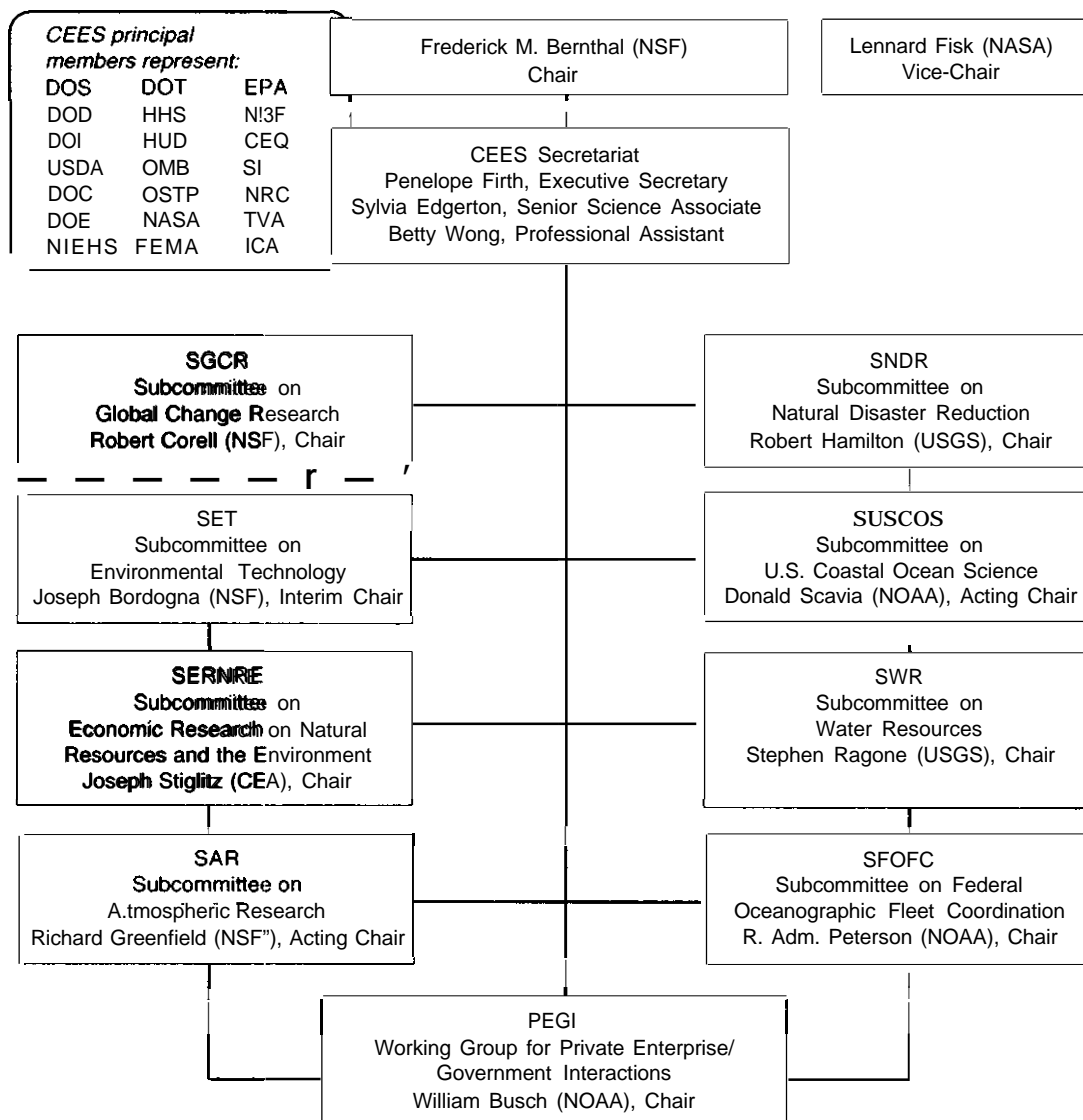 CEES principal
members represent:
DOS DOT EPA
DOD HHS N!3F
DOI HUD CEQ
USDA OMB SI
DOC OSTP NRC
DOE NASA TVA
NIEHS FEMA ICA
Frederick M. Bernthal (NSF)
Chair
Lennard Fisk (NASA)
Vice-Chair
CEES Secretariat
Penelope Firth, Executive Secretary
Sylvia Edgerton, Senior Science Associate
Betty Wong, Professional Assistant
SGCR
Subcommittee on
Global Change Research
Robert Corell (NSF), Chair
SNDR
Subcommittee on
Natural Disaster Reduction
Robert Hamilton (USGS), Chair
SET
Subcommittee on
Environmental Technology
Joseph Bordogna (NSF), Interim Chair
SUSCOS
Subcommittee on
U.S. Coastal Ocean Science
Donald Scavia (NOAA), Acting Chair
SERNRE
Subcommittee on
Economic Research on Natural
Resources and the Environment
Joseph Stiglitz (CEA), Chair
SWR
Subcommittee on
Water Resources
Stephen Ragone (USGS), Chair
SAR
Subcommittee on
A.tmospheric Research
Richard Greenfield (NSF”), Acting Chair
SFOFC
Subcommittee on Federal
Oceanographic Fleet Coordination
R. Adm. Peterson (NOAA), Chair
PEGI
Working Group for Private Enterprise/
Government Interactions
William Busch (NOAA), Chair